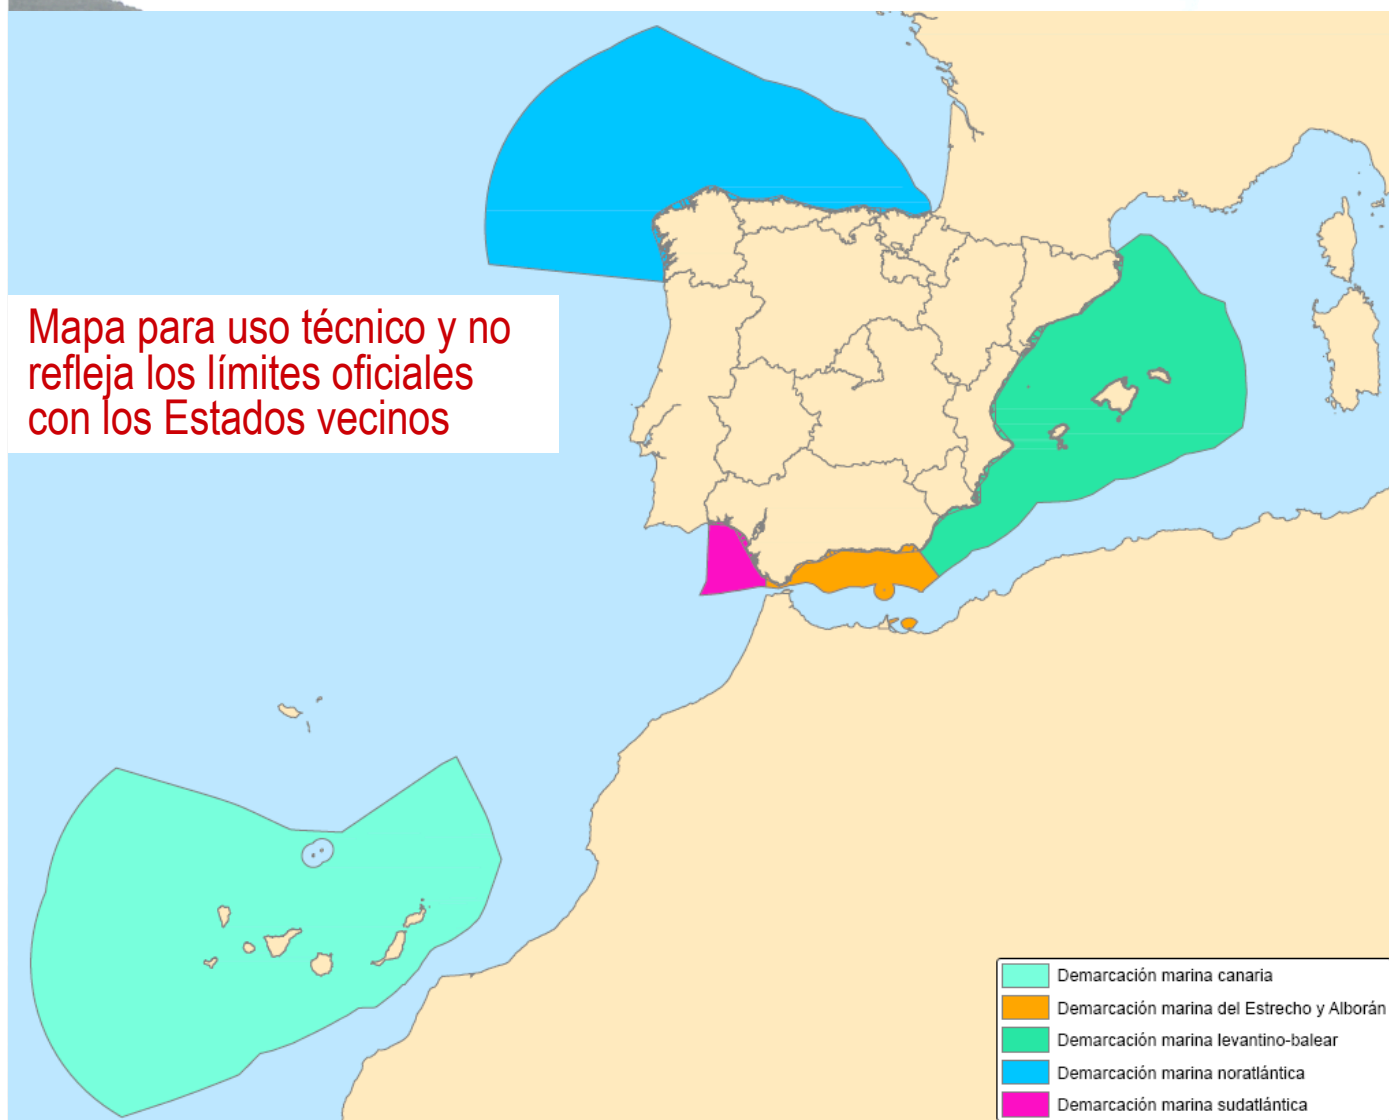 Mapa para uso técnico y no
refleja los límites oficiales
con los Estados vecinos
Demarcación marina canaria
Demarcación marina del Estrecho y Alborán
Demarcación marina levantino-balear
Demarcación marina noratlántica
Demarcación marina sudatlántica